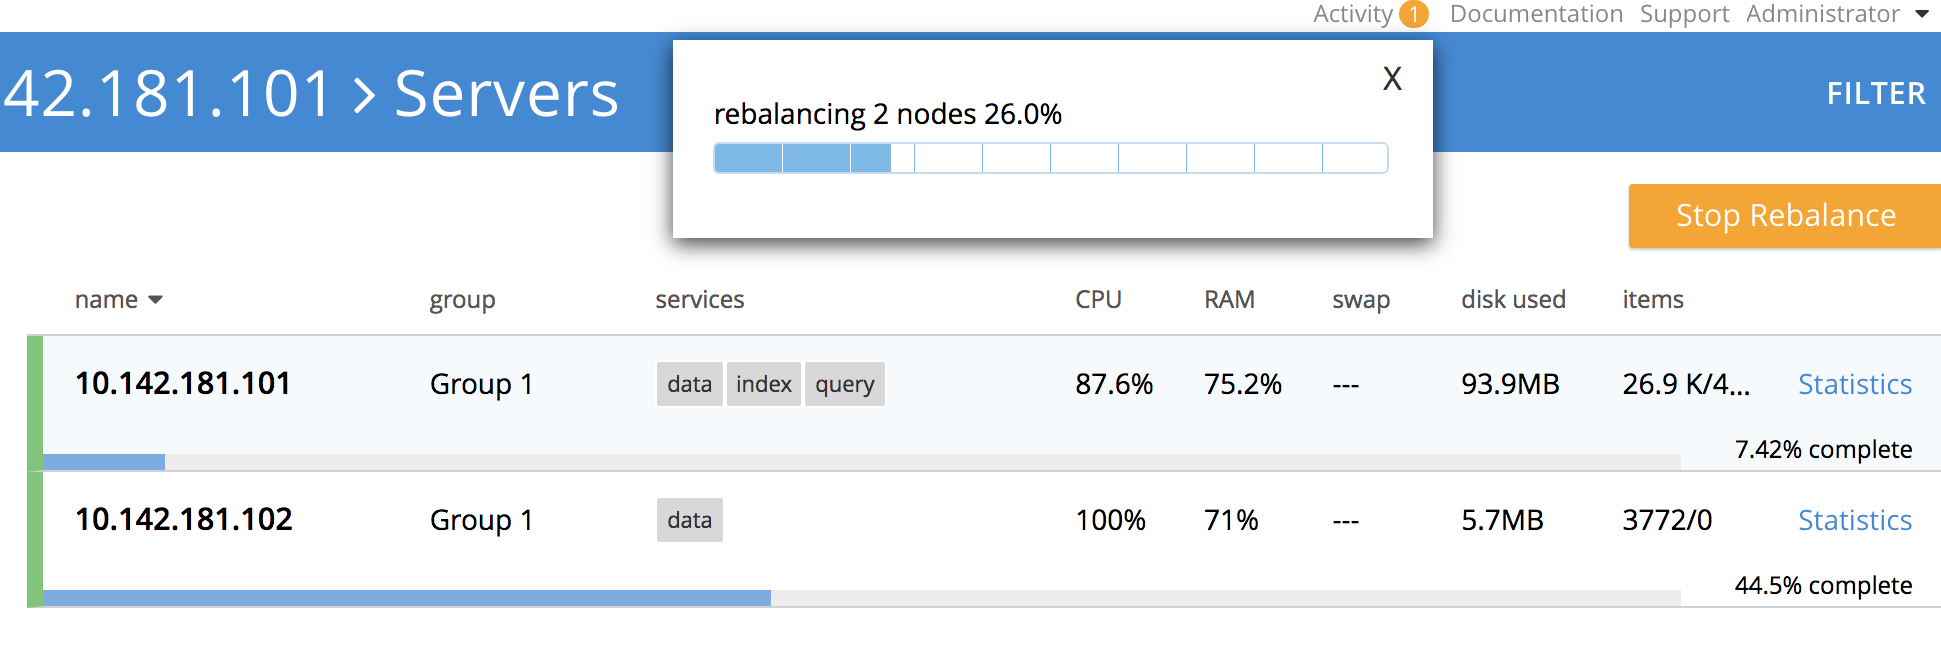 Activity 1 Documentation Support Administrator
42.181.101 > Servers
FILTER
X
rebalancing 2 nodes 26.0%
Stop Rebalance
name group services CPU RAM swap disk used items
10.142.181.101 Group 1 data index query 87.6% 75.2% --- 93.9MB 26.9 K/4... Statistics
7.42% complete
10.142.181.102 Group 1 data 100% 71% --- 5.7MB 3772/0 Statistics
44.5% complete